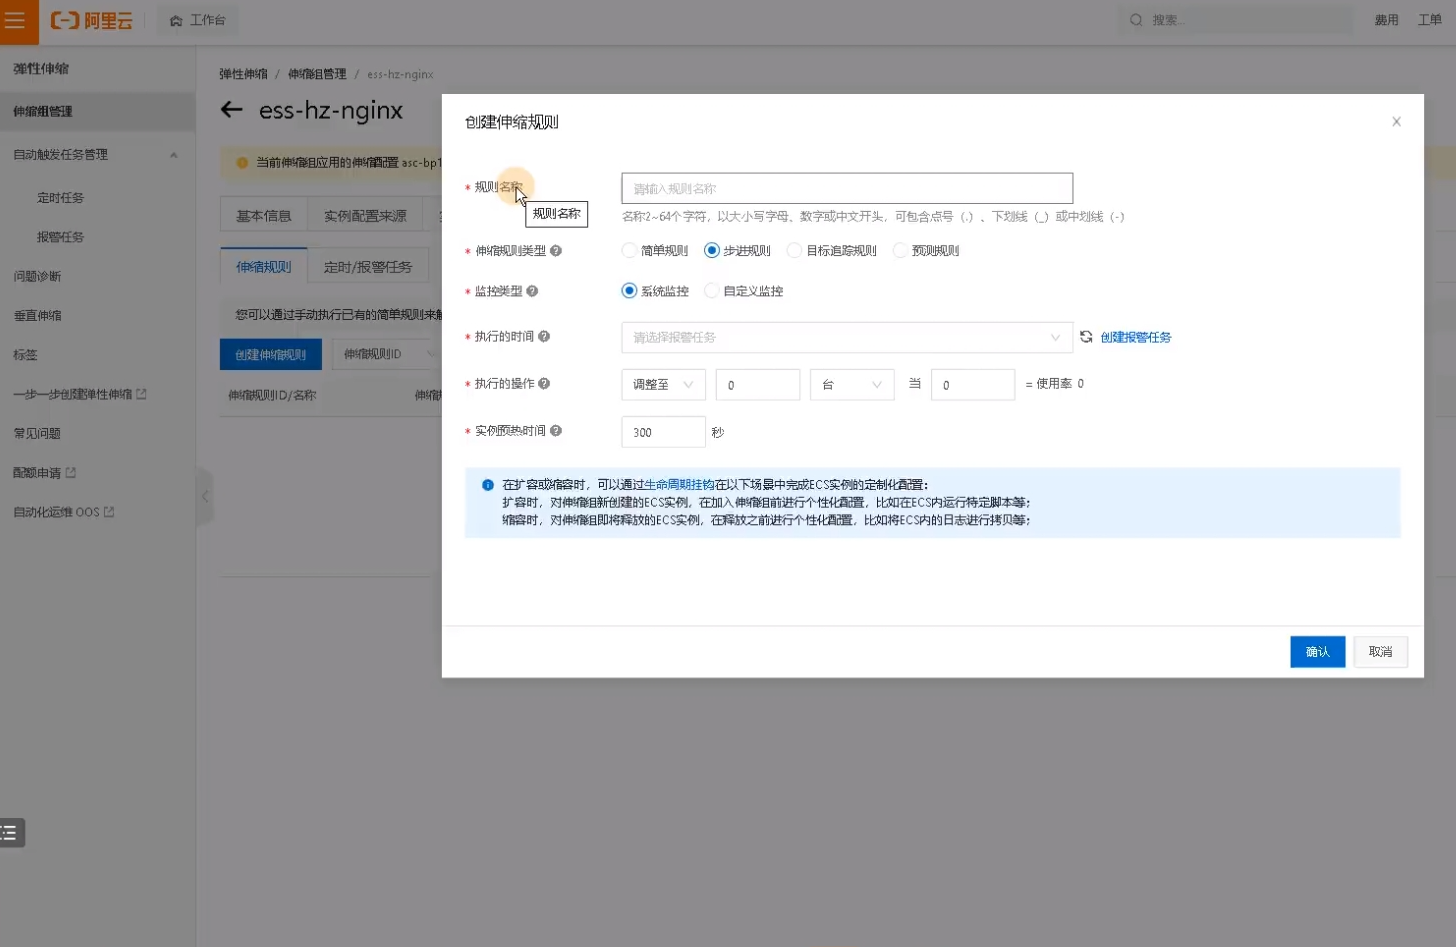 阿里云
工作台
搜索...
费用
工单
弹性伸缩
伸缩组管理
自动触发任务管理
定时任务
报警任务
问题诊断
垂直伸缩
标签
一步一步创建弹性伸缩
常见问题
配额申请
自动化运维 OOS
弹性伸缩 / 伸缩组管理 / ess-hz-nginx
ess-hz-nginx
当前伸缩组应用的伸缩配置 asc-bp1
基本信息
实例配置来源
伸缩规则
定时/报警任务
您可以通过手动执行已有的简单规则来
创建伸缩规则
伸缩规则ID
伸缩规则ID/名称
创建伸缩规则
* 规则名称
请输入规则名称
规则名称
名称2~64个字符，以大小写字母、数字或中文开头，可包含点号（.）、下划线（_）或中划线（-）
* 伸缩规则类型
简单规则
步进规则
目标追踪规则
预测规则
* 监控类型
系统监控
自定义监控
* 执行的时间
请选择报警任务
创建报警任务
* 执行的操作
调整至
0
台
当
0
= 使用率 0
* 实例预热时间
300
秒
在扩容或缩容时，可以通过生命周期挂钩在以下场景中完成ECS实例的定制化配置：
扩容时，对伸缩组新创建的ECS实例，在加入伸缩组前进行个性化配置，比如在ECS内运行特定脚本等；
缩容时，对伸缩组即将释放的ECS实例，在释放之前进行个性化配置，比如将ECS内的日志进行拷贝等；
确认
取消